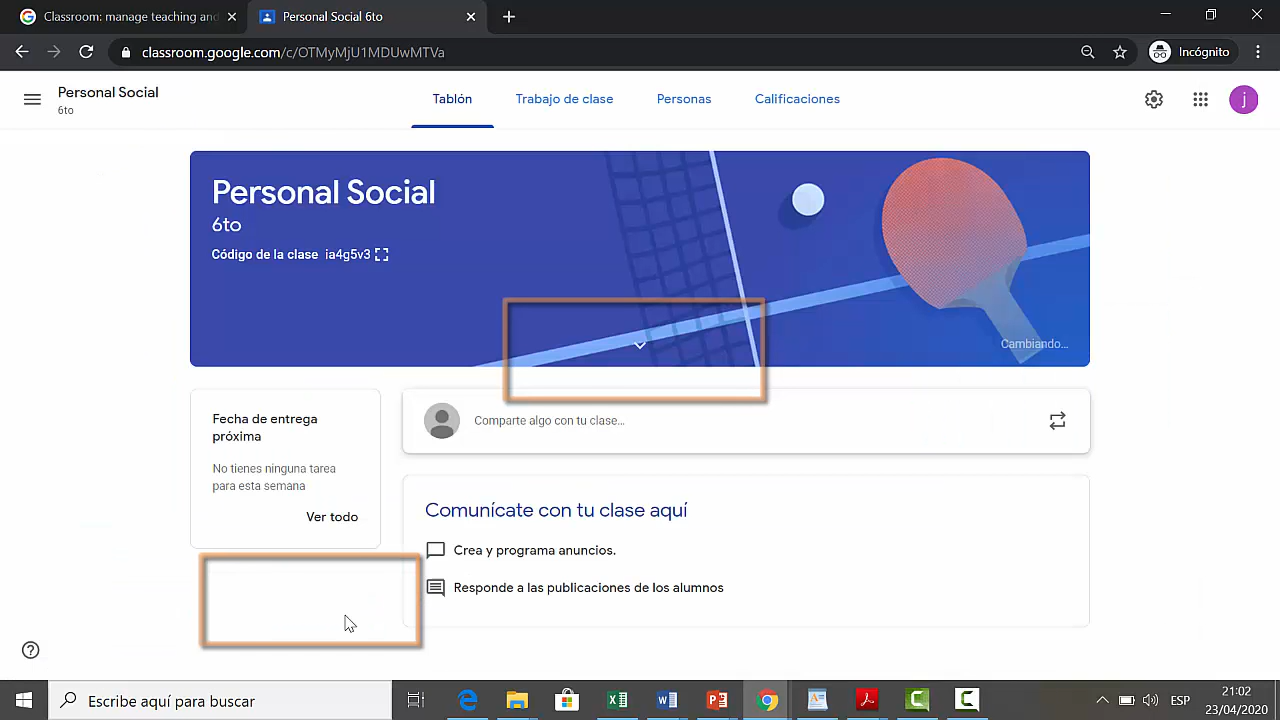 Classroom: manage teaching and
Personal Social 6to
classroom.google.com/c/OTMyMjU1MDUwMTVa
Incógnito
Personal Social
6to
Tablón
Trabajo de clase
Personas
Calificaciones
j
Personal Social
6to
Código de la clase ia4g5v3
Cambiando...
Fecha de entrega
próxima
No tienes ninguna tarea
para esta semana
Ver todo
Comparte algo con tu clase...
Comunícate con tu clase aquí
Crea y programa anuncios.
Responde a las publicaciones de los alumnos
Escribe aquí para buscar
ESP
21:02
23/04/2020